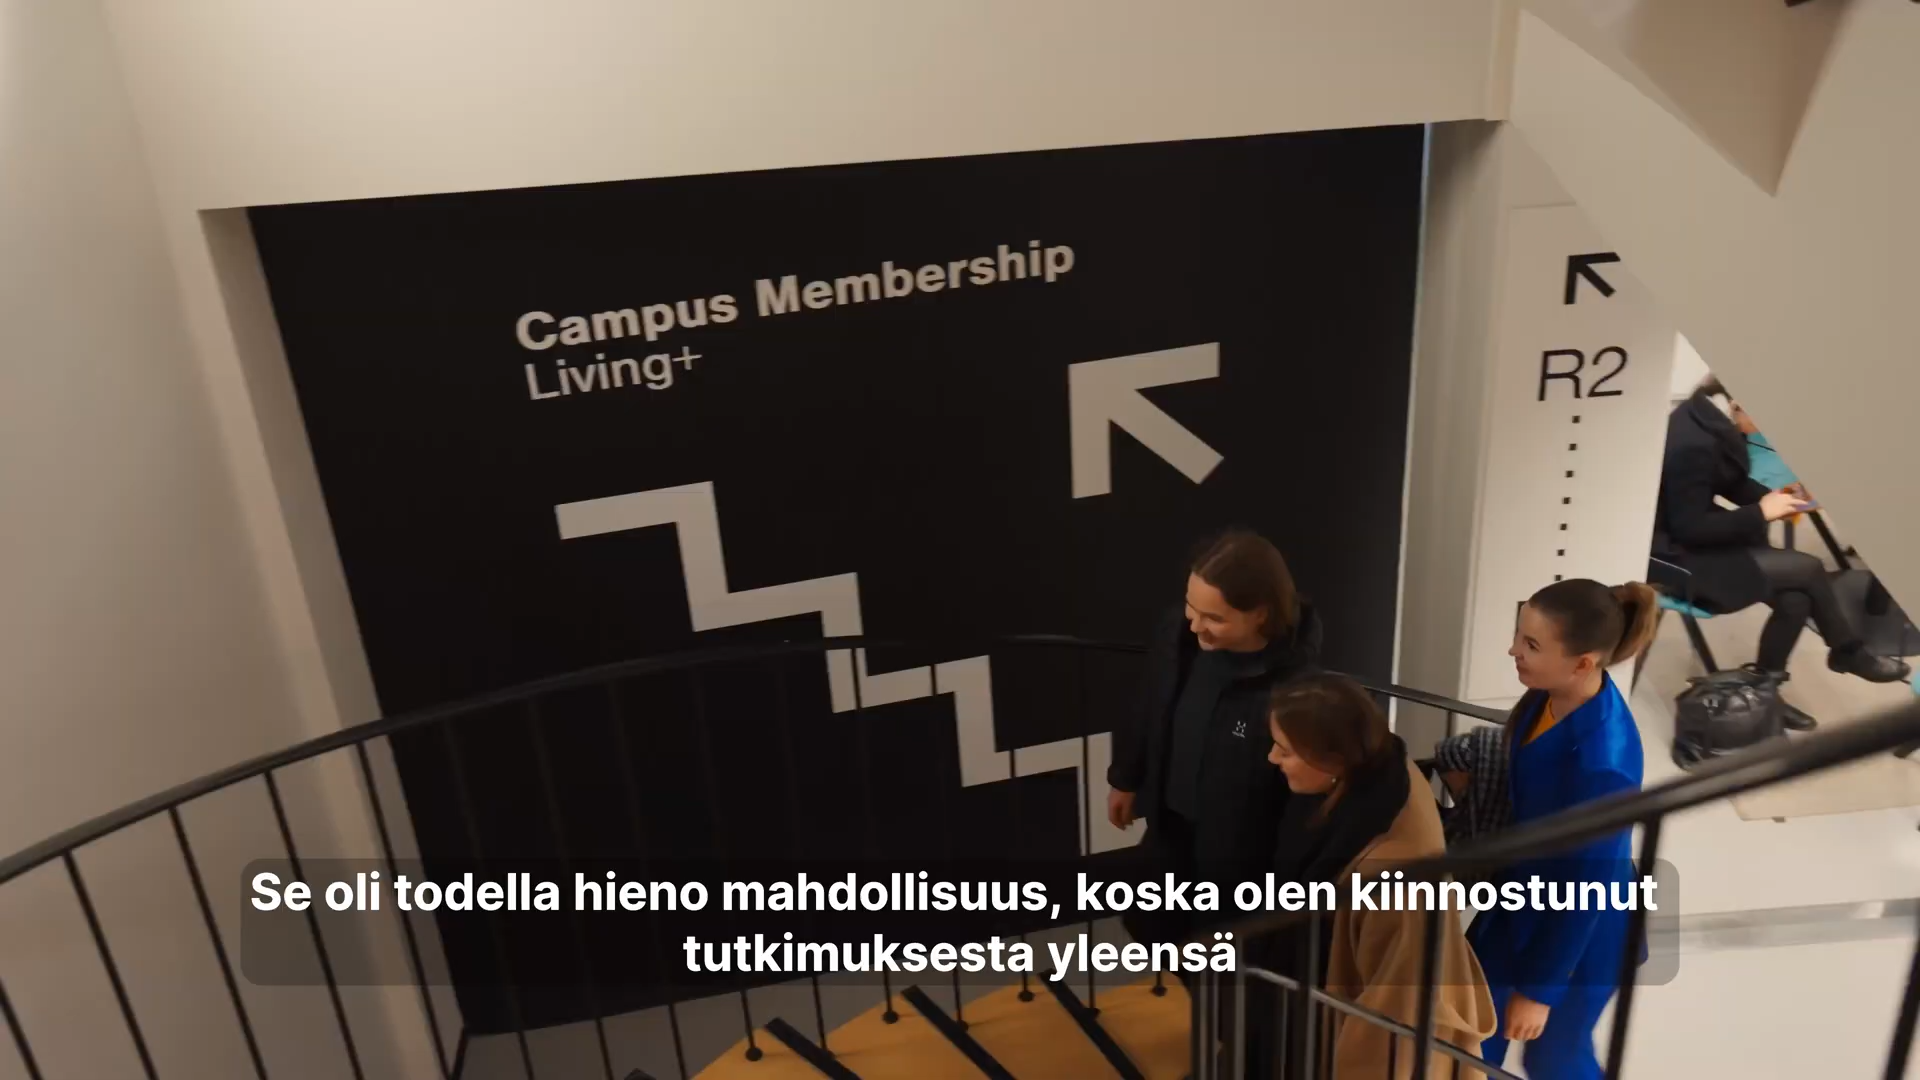 Campus Membership
Living+
R2
Se oli todella hieno mahdollisuus, koska olen kiinnostunut
tutkimuksesta yleensä